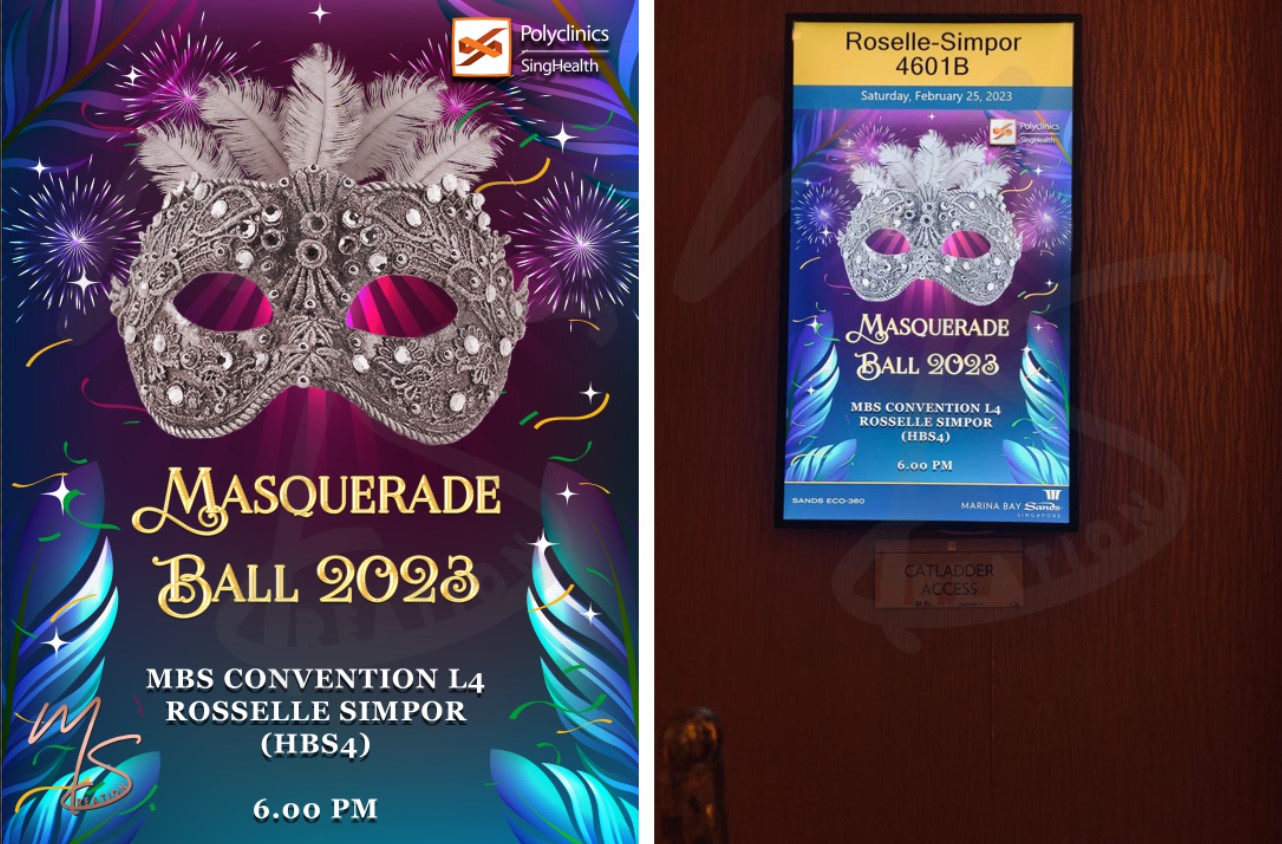 Polyclinics
SingHealth
MASQUERADE
BALL 2023
MBS CONVENTION L4
ROSSELLE SIMPOR
(HBS4)
6.00 PM
MS
CREATION
Roselle-Simpor
4601B
Saturday, February 25, 2023
Polyclinics
SingHealth
MASQUERADE
BALL 2023
MBS CONVENTION L4
ROSSELLE SIMPOR
(HBS4)
6.00 PM
SANDS ECO-360
MARINA BAY Sands
SINGAPORE
CATLADDER
ACCESS